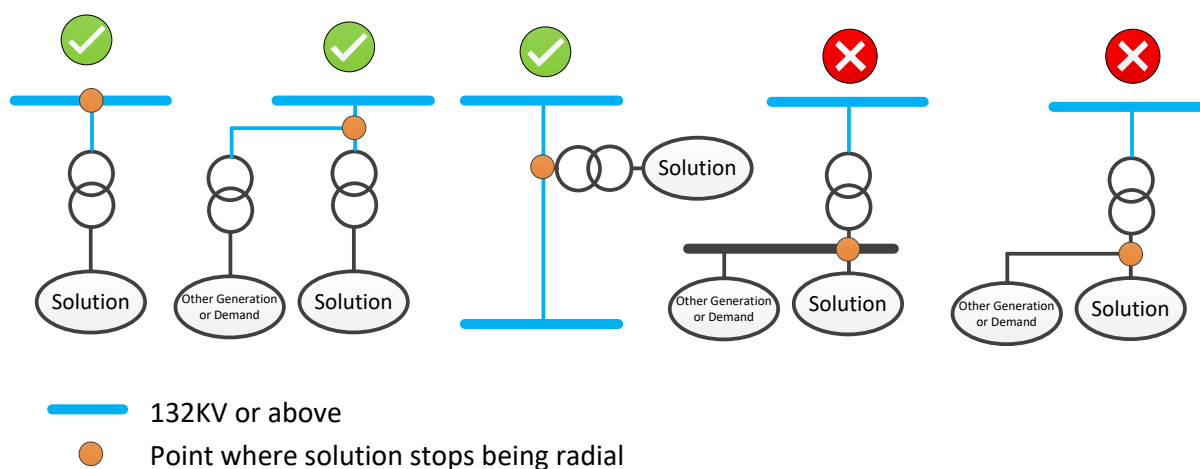 Solution
Other Generation
or Demand
Solution
Solution
Other Generation
or Demand
Solution
Other Generation
or Demand
Solution
132KV or above
Point where solution stops being radial